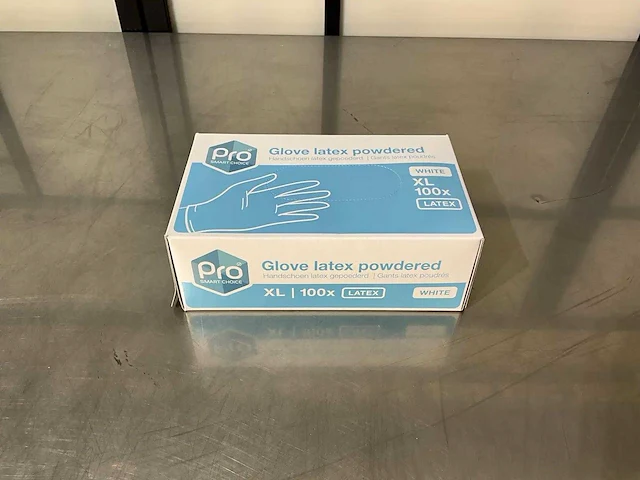 Pro
SMART CHOICE
Glove latex powdered
Handschoen latex gepoederd | Gants latex poudrés
WHITE
XL
100x
LATEX
Pro
SMART CHOICE
Glove latex powdered
Handschoen latex gepoederd | Gants latex poudrés
XL | 100x LATEX WHITE